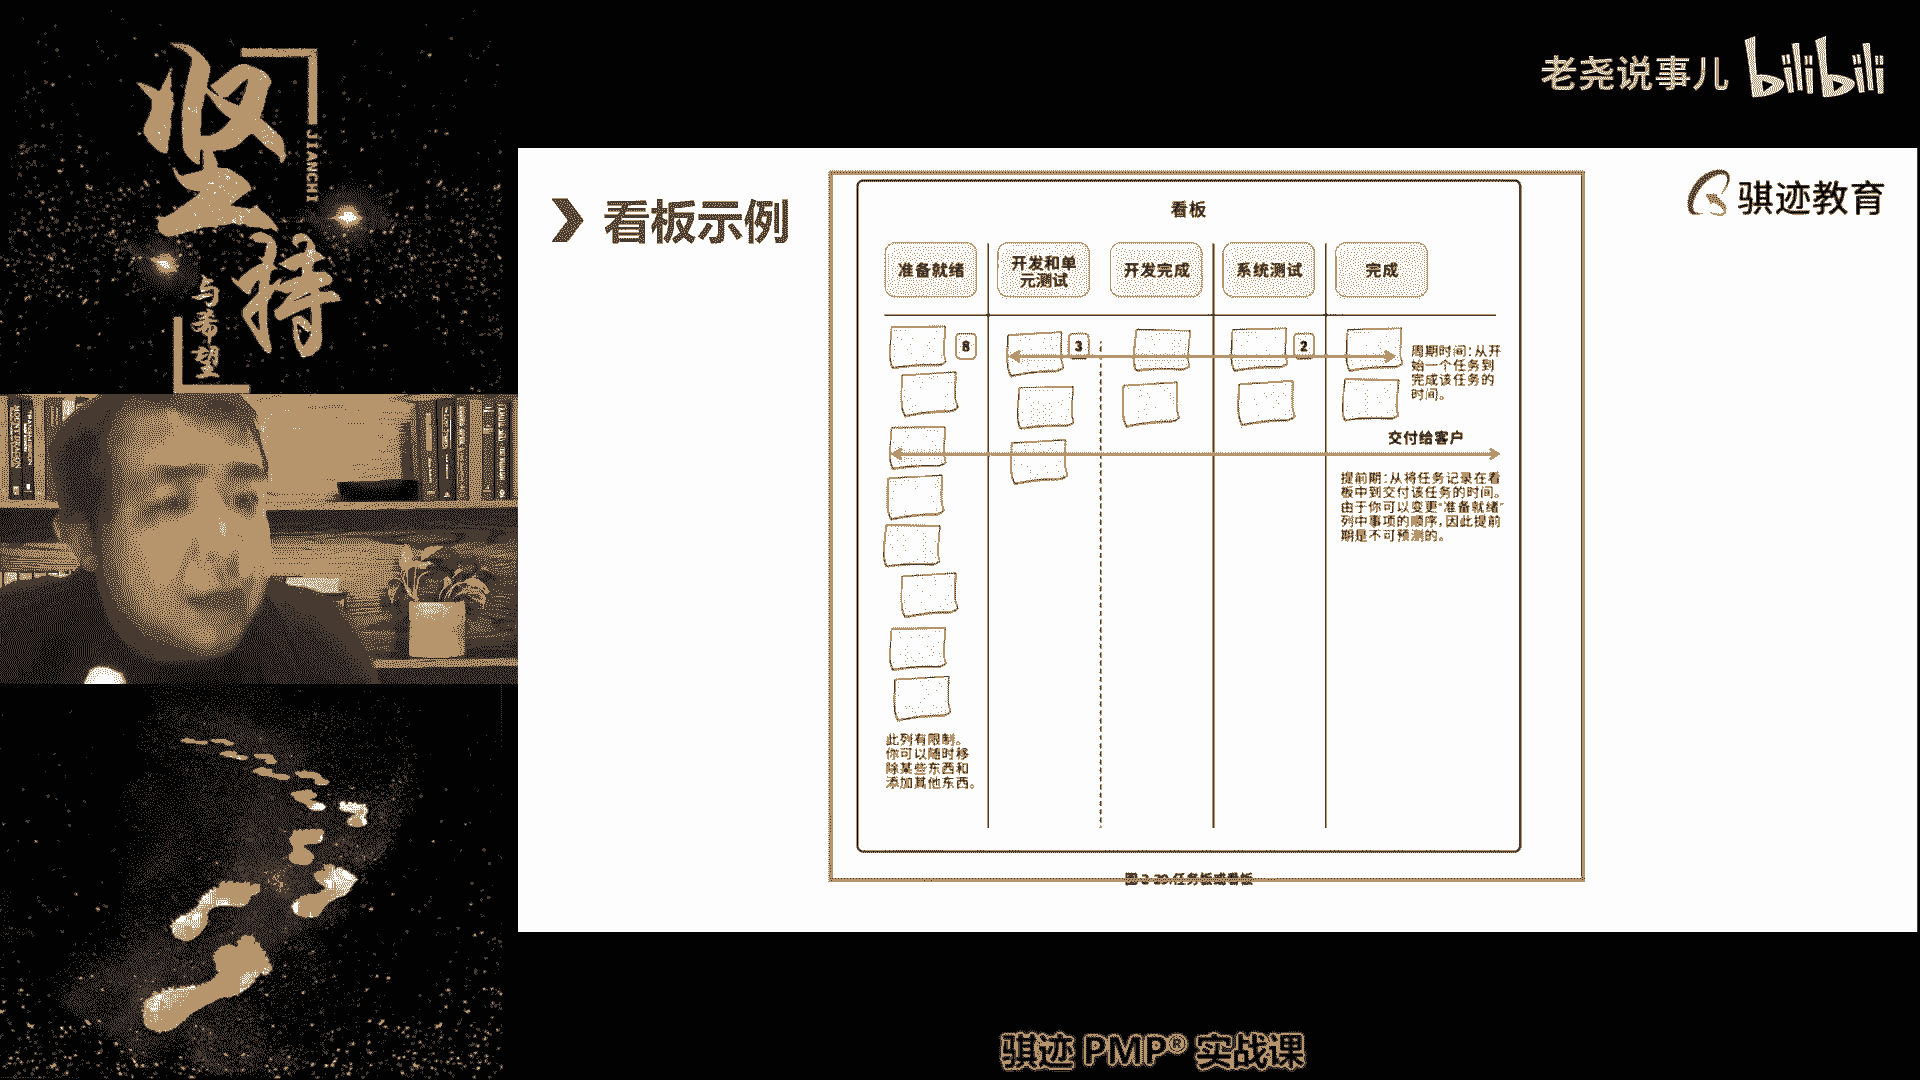 坚持
JIANCHI
与希望
老尧说事儿 bilibili
看板示例
骐迹教育
看板
准备就绪
开发和单
元测试
开发完成
系统测试
完成
8
3
2
周期时间：从开
始一个任务到
完成该任务的
时间。
交付给客户
提前期：从将任务记录在看
板中到交付该任务的时间。
由于你可以变更“准备就绪”
列中事项的顺序，因此提前
期是不可预测的。
此列有限制。
你可以随时移
除某些东西和
添加其他东西。
任务板或看板
骐迹 PMP® 实战课